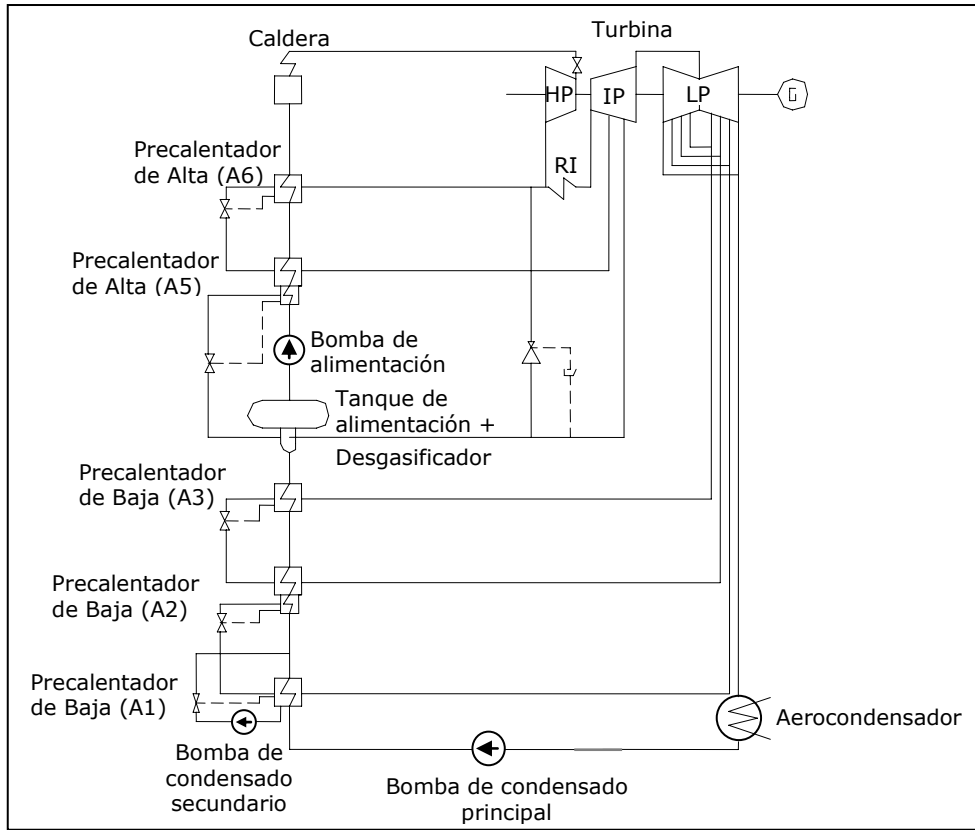 Turbina
Caldera
HP
IP
LP
G
RI
Precalentador
de Alta (A6)
Precalentador
de Alta (A5)
Bomba de
alimentación
Tanque de
alimentación +
Desgasificador
Precalentador
de Baja (A3)
Precalentador
de Baja (A2)
Precalentador
de Baja (A1)
Aerocondensador
Bomba de
condensado
secundario
Bomba de condensado
principal